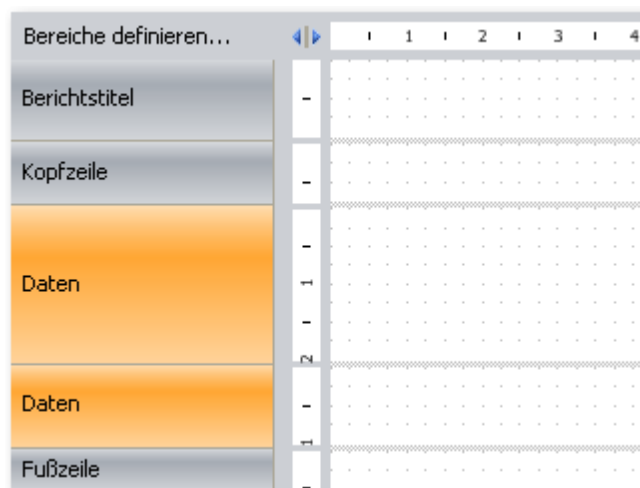 Bereiche definieren...
1 2 3 4
Berichtstitel
Kopfzeile
Daten
1
2
Daten
1
Fußzeile